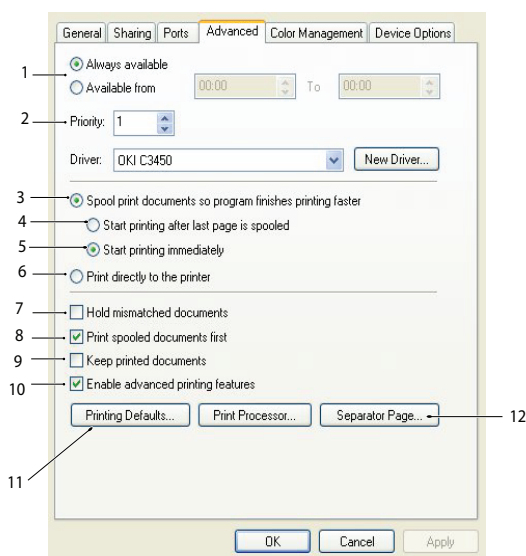 General Sharing Ports Advanced Color Management Device Options
1 Always available
Available from 00:00 To 00:00
2 Priority: 1
Driver: OKI C3450 New Driver...
3 Spool print documents so program finishes printing faster
4 Start printing after last page is spooled
5 Start printing immediately
6 Print directly to the printer
7 Hold mismatched documents
8 Print spooled documents first
9 Keep printed documents
10 Enable advanced printing features
Printing Defaults... Print Processor... Separator Page... 12
11
OK Cancel Apply